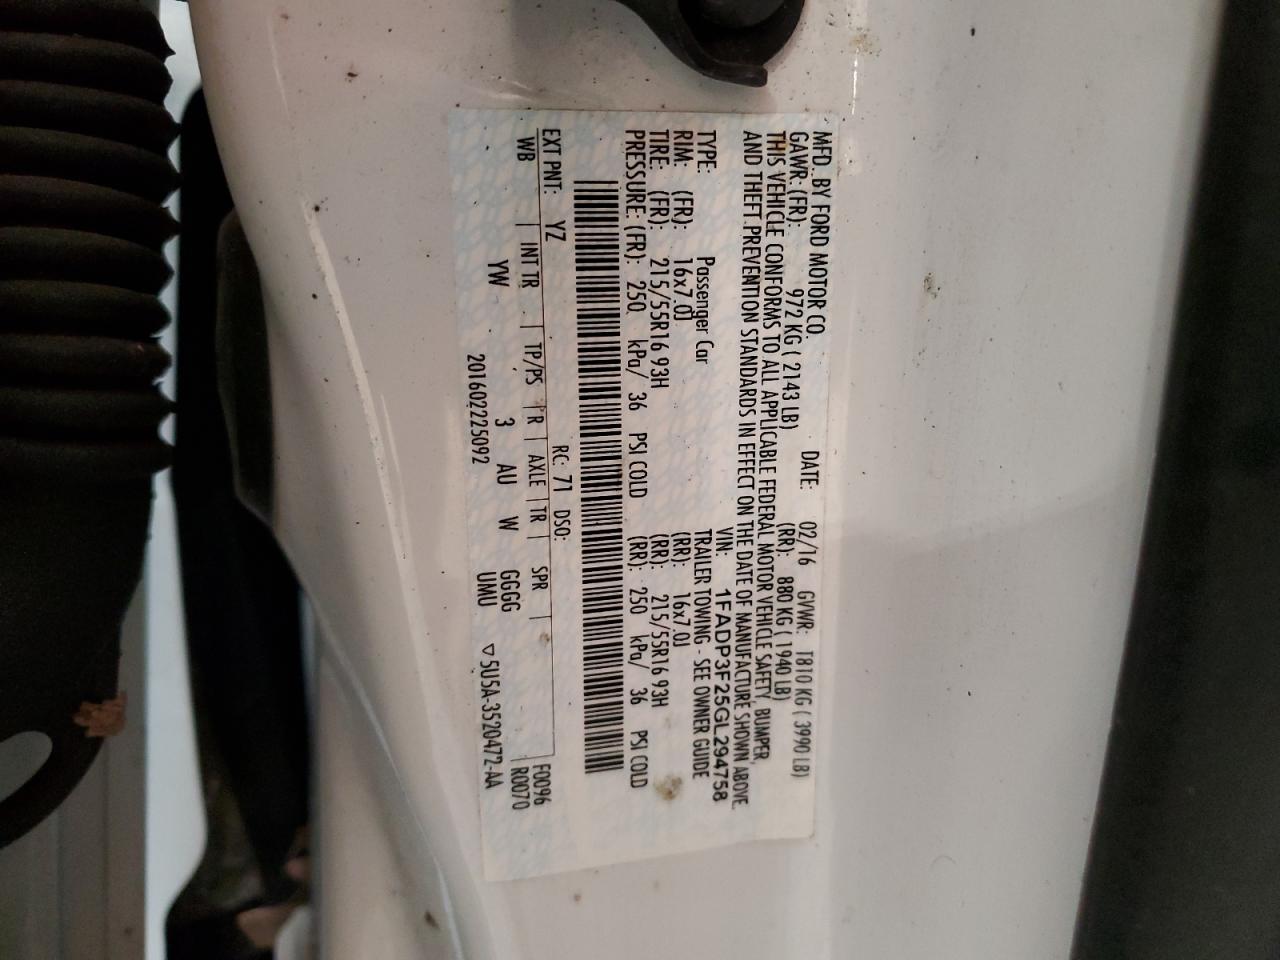 MFD. BY FORD MOTOR CO.
DATE: 02/16 GVWR: 1810 KG ( 3990 LB)
GAWR: (FR): 972 KG ( 2143 LB) (RR): 880 KG ( 1940 LB)
THIS VEHICLE CONFORMS TO ALL APPLICABLE FEDERAL MOTOR VEHICLE SAFETY, BUMPER,
AND THEFT PREVENTION STANDARDS IN EFFECT ON THE DATE OF MANUFACTURE SHOWN ABOVE.
VIN: 1FADP3F25GL294758
TYPE: Passenger Car TRAILER TOWING - SEE OWNER GUIDE
RIM: (FR): 16x7.0J (RR): 16x7.0J
TIRE: (FR): 215/55R16 93H (RR): 215/55R16 93H
PRESSURE: (FR): 250 kPa/ 36 PSI COLD (RR): 250 kPa/ 36 PSI COLD
EXT PNT: YZ RC: 71 DSO:
F0096
WB | INT TR | TP/PS | R | AXLE | TR | SPR |
R0070
YW 3 AU W GGGG
201602225092 UMU ▽5U5A-3520472-AA